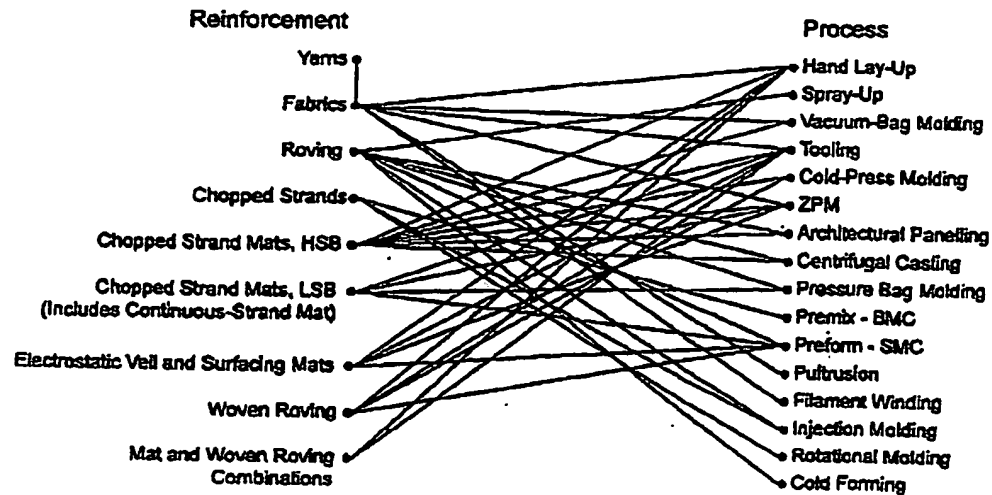 Reinforcement
Yarns
Fabrics
Roving
Chopped Strands
Chopped Strand Mats, HSB
Chopped Strand Mats, LSB
(Includes Continuous-Strand Mat)
Electrostatic Veil and Surfacing Mats
Woven Roving
Mat and Woven Roving
Combinations
Process
Hand Lay-Up
Spray-Up
Vacuum-Bag Molding
Tooling
Cold-Press Molding
ZPM
Architectural Panelling
Centrifugal Casting
Pressure Bag Molding
Premix - BMC
Preform - SMC
Pultrusion
Filament Winding
Injection Molding
Rotational Molding
Cold Forming